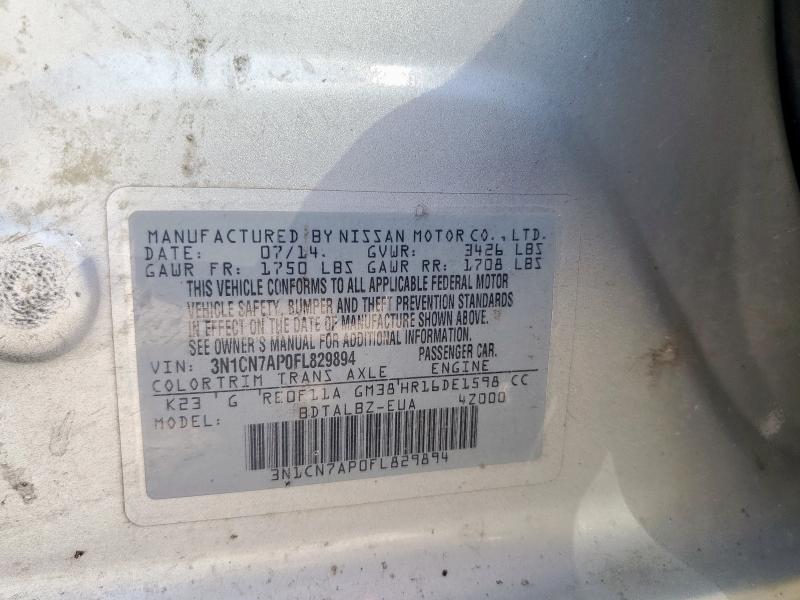 MANUFACTURED BY NISSAN MOTOR CO., LTD.
DATE: 07/14. GVWR: 3426 LBS
GAWR FR: 1750 LBS GAWR RR: 1708 LBS
THIS VEHICLE CONFORMS TO ALL APPLICABLE FEDERAL MOTOR
VEHICLE SAFETY, BUMPER AND THEFT PREVENTION STANDARDS
IN EFFECT ON THE DATE OF MANUFACTURE SHOWN ABOVE.
SEE OWNER'S MANUAL FOR ADDITIONAL INFORMATION.
VIN: 3N1CN7AP0FL829894 PASSENGER CAR.
COLOR TRIM TRANS AXLE ENGINE
K23 G RE0F11A GM38 HR16DE1598 CC
MODEL: BDTALBZ-EUA 4Z000
3N1CN7AP0FL829894